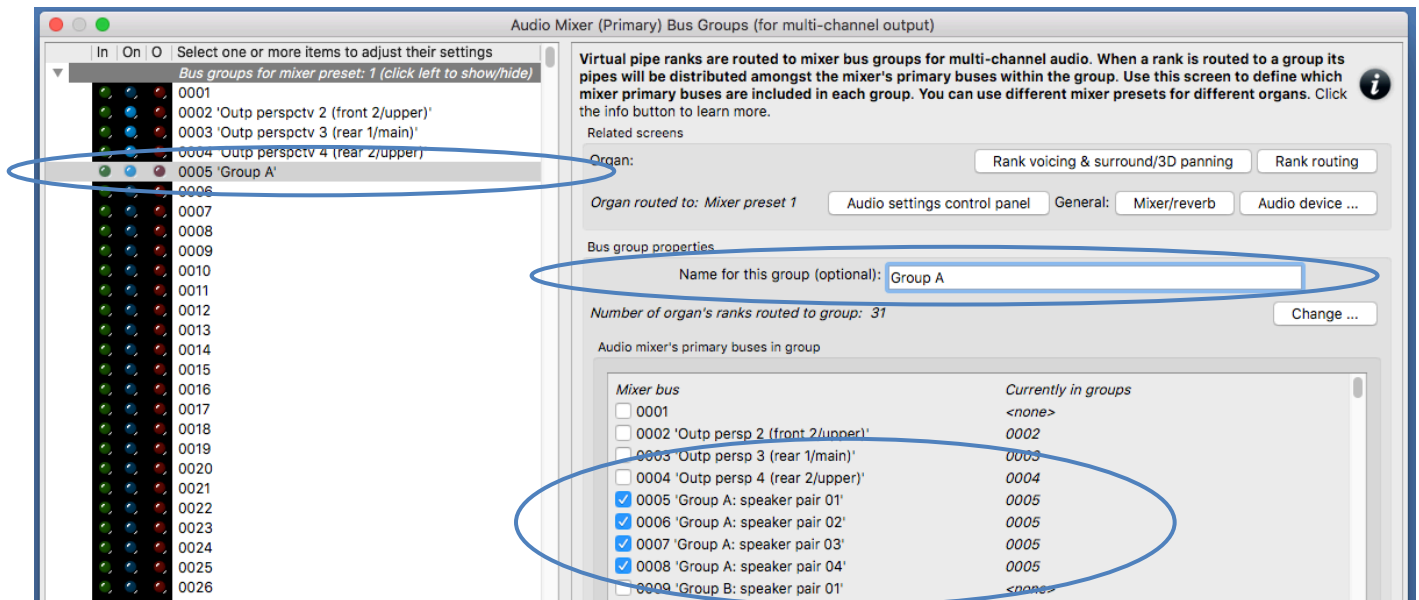 Audio Mixer (Primary) Bus Groups (for multi-channel output)
In On O Select one or more items to adjust their settings
Bus groups for mixer preset: 1 (click left to show/hide)
0001
0002 'Outp perspctv 2 (front 2/upper)'
0003 'Outp perspctv 3 (rear 1/main)'
0004 'Outp perspctv 4 (rear 2/upper)'
0005 'Group A'
0006
0007
0008
0009
0010
0011
0012
0013
0014
0015
0016
0017
0018
0019
0020
0021
0022
0023
0024
0025
0026
Virtual pipe ranks are routed to mixer bus groups for multi-channel audio. When a rank is routed to a group its
pipes will be distributed amongst the mixer's primary buses within the group. Use this screen to define which
mixer primary buses are included in each group. You can use different mixer presets for different organs. Click
the info button to learn more.
i
Related screens
Organ: Rank voicing & surround/3D panning Rank routing
Organ routed to: Mixer preset 1 Audio settings control panel General: Mixer/reverb Audio device ...
Bus group properties
Name for this group (optional): Group A
Number of organ's ranks routed to group: 31 Change ...
Audio mixer's primary buses in group
Mixer bus Currently in groups
0001 <none>
0002 'Outp persp 2 (front 2/upper)' 0002
0003 'Outp persp 3 (rear 1/main)' 0003
0004 'Outp persp 4 (rear 2/upper)' 0004
0005 'Group A: speaker pair 01' 0005
0006 'Group A: speaker pair 02' 0005
0007 'Group A: speaker pair 03' 0005
0008 'Group A: speaker pair 04' 0005
0009 'Group B: speaker pair 01' <none>